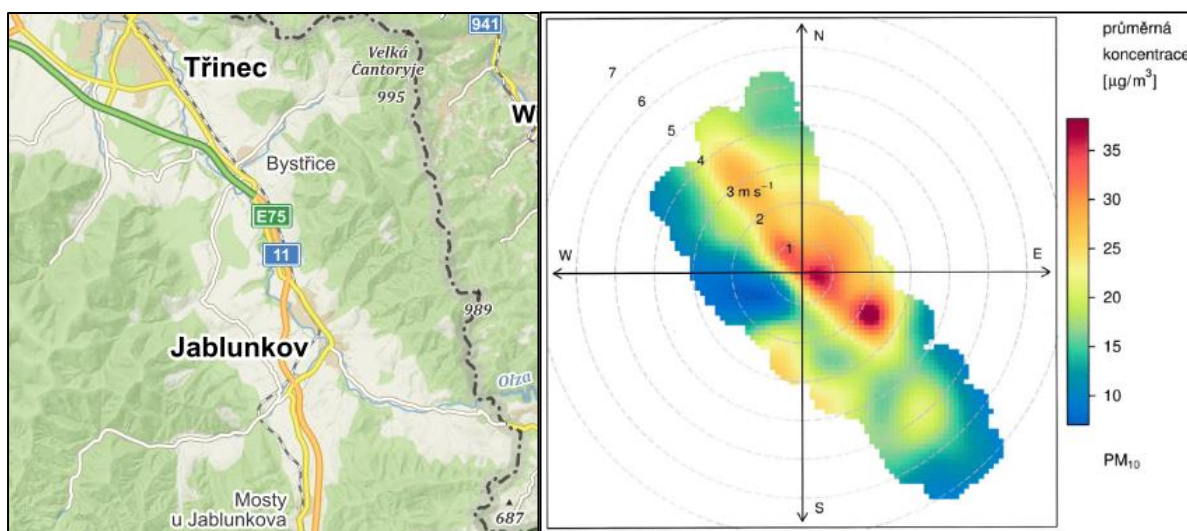 941
Třinec
Velká
Čantoryje
995
W
Bystřice
E75
11
989
Jablunkov
Olza
Mosty
u Jablunkova
687
N
7
6
5
4
3 m s⁻¹
2
1
W
E
S
průměrná
koncentrace
[µg/m³]
35
30
25
20
15
10
PM₁₀